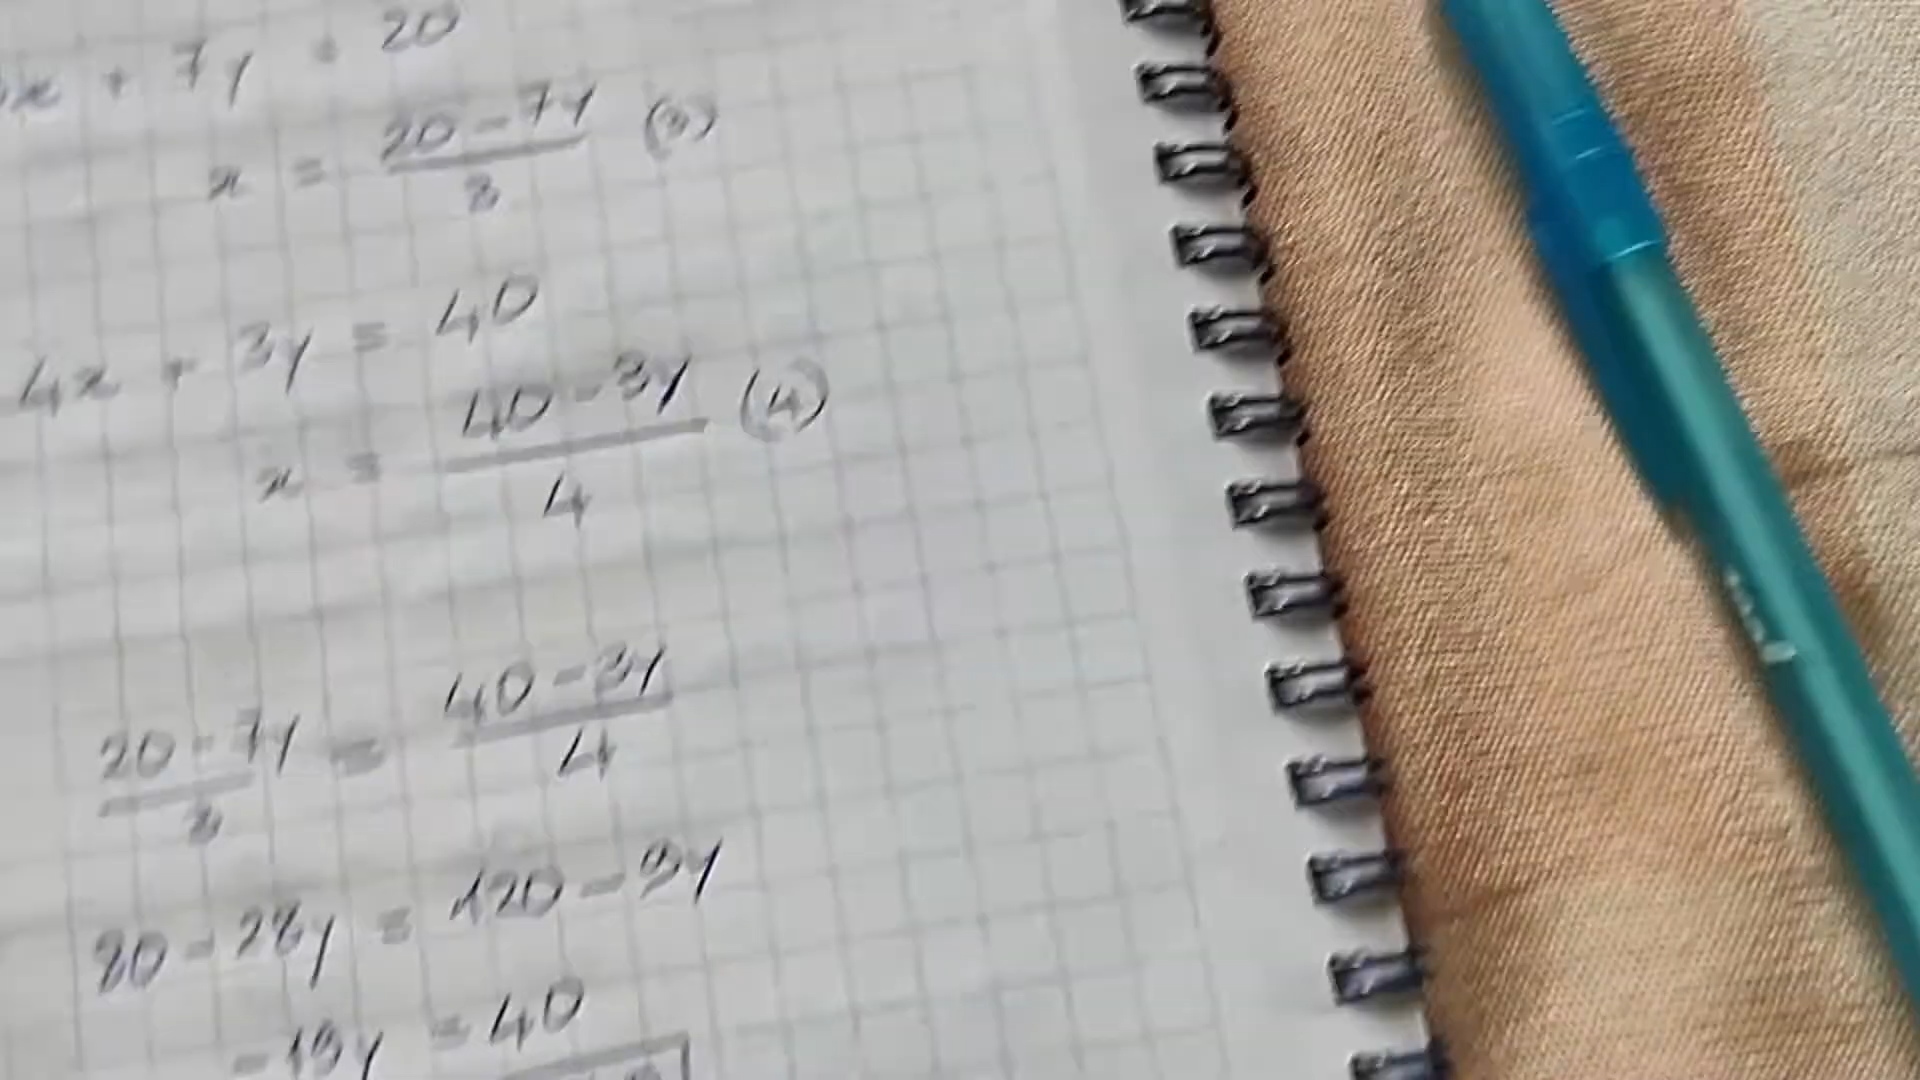 x + 7y = 20
x = 20 - 7y / 3 (3)
4x + 3y = 40
x = 40 - 3y / 4 (4)
20 - 7y / 3 = 40 - 3y / 4
80 - 28y = 120 - 9y
-19y = 40